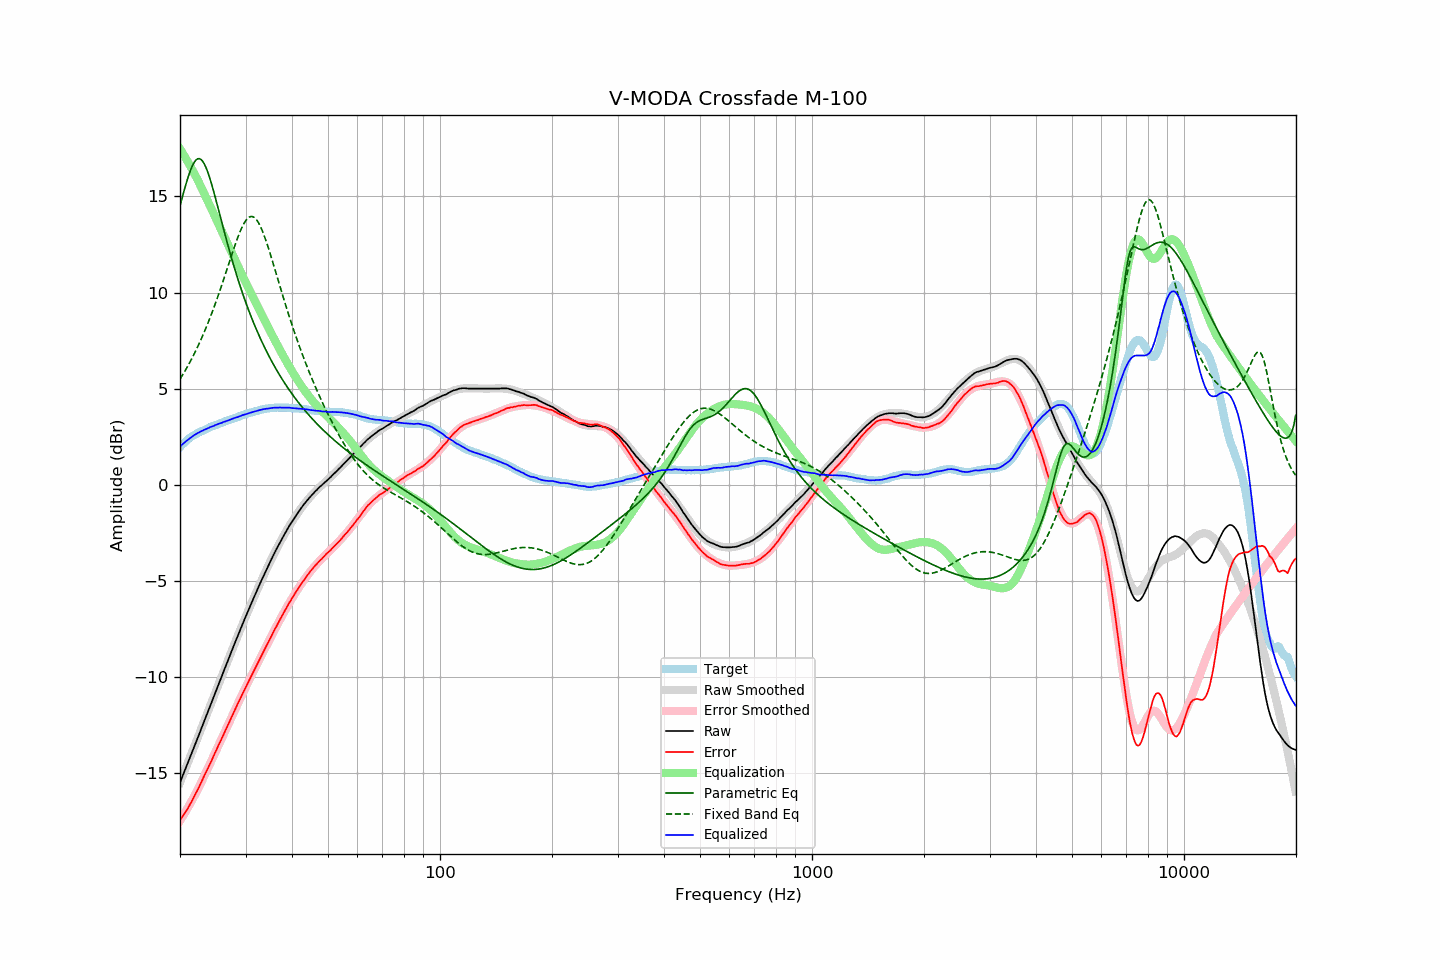 V-MODA Crossfade M-100
Amplitude (dBr)
15
10
5
0
−5
−10
−15
100
1000
10000
Frequency (Hz)
Target
Raw Smoothed
Error Smoothed
Raw
Error
Equalization
Parametric Eq
Fixed Band Eq
Equalized